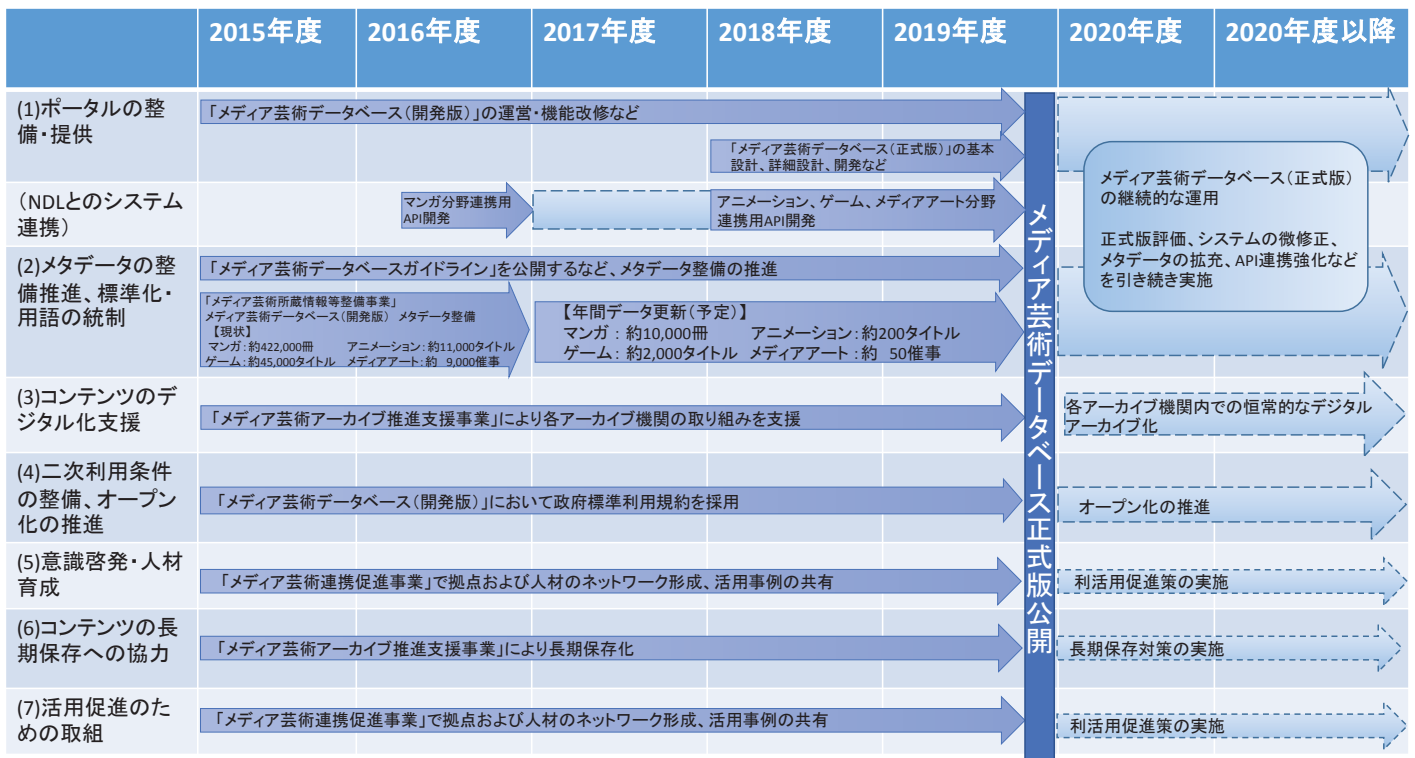 2015年度
2016年度
2017年度
2018年度
2019年度
2020年度
2020年度以降
(1)ポータルの整
備・提供
「メディア芸術データベース（開発版）」の運営・機能改修など
「メディア芸術データベース（正式版）」の基本
設計、詳細設計、開発など
（NDLとのシステム
連携）
マンガ分野連携用
API開発
アニメーション、ゲーム、メディアアート分野
連携用API開発
メディア芸術データベース（正式版）
の継続的な運用
正式版評価、システムの微修正、
メタデータの拡充、API連携強化など
を引き続き実施
(2)メタデータの整
備推進、標準化・
用語の統制
「メディア芸術データベースガイドライン」を公開するなど、メタデータ整備の推進
「メディア芸術所蔵情報等整備事業」
メディア芸術データベース（開発版） メタデータ整備
【現状】
マンガ：約422,000冊 アニメーション：約11,000タイトル
ゲーム：約45,000タイトル メディアアート：約 9,000催事
【年間データ更新（予定）】
マンガ：約10,000冊 アニメーション：約200タイトル
ゲーム：約2,000タイトル メディアアート：約 50催事
メディア芸術データベース正式版公開
(3)コンテンツのデ
ジタル化支援
「メディア芸術アーカイブ推進支援事業」により各アーカイブ機関の取り組みを支援
各アーカイブ機関内での恒常的なデジタル
アーカイブ化
(4)二次利用条件
の整備、オープン
化の推進
「メディア芸術データベース（開発版）」において政府標準利用規約を採用
オープン化の推進
(5)意識啓発・人材
育成
「メディア芸術連携促進事業」で拠点および人材のネットワーク形成、活用事例の共有
利活用促進策の実施
(6)コンテンツの長
期保存への協力
「メディア芸術アーカイブ推進支援事業」により長期保存化
長期保存対策の実施
(7)活用促進のた
めの取組
「メディア芸術連携促進事業」で拠点および人材のネットワーク形成、活用事例の共有
利活用促進策の実施